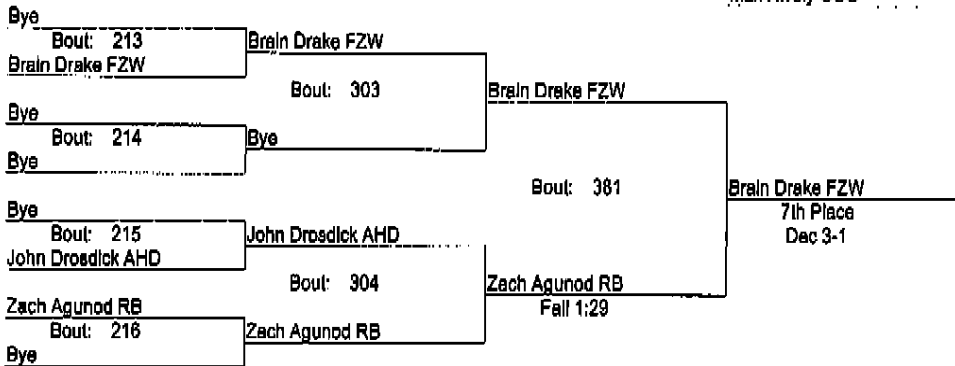 Bye
Bout: 213
Brain Drake FZW
Brain Drake FZW
Bout: 303
Brain Drake FZW
Bye
Bout: 214
Bye
Bye
Bout: 381
Brain Drake FZW
7th Place
Dec 3-1
Bye
Bout: 215
John Drosdick AHD
John Drosdick AHD
Bout: 304
Zach Agunod RB
Fall 1:29
Zach Agunod RB
Bout: 216
Zach Agunod RB
Bye